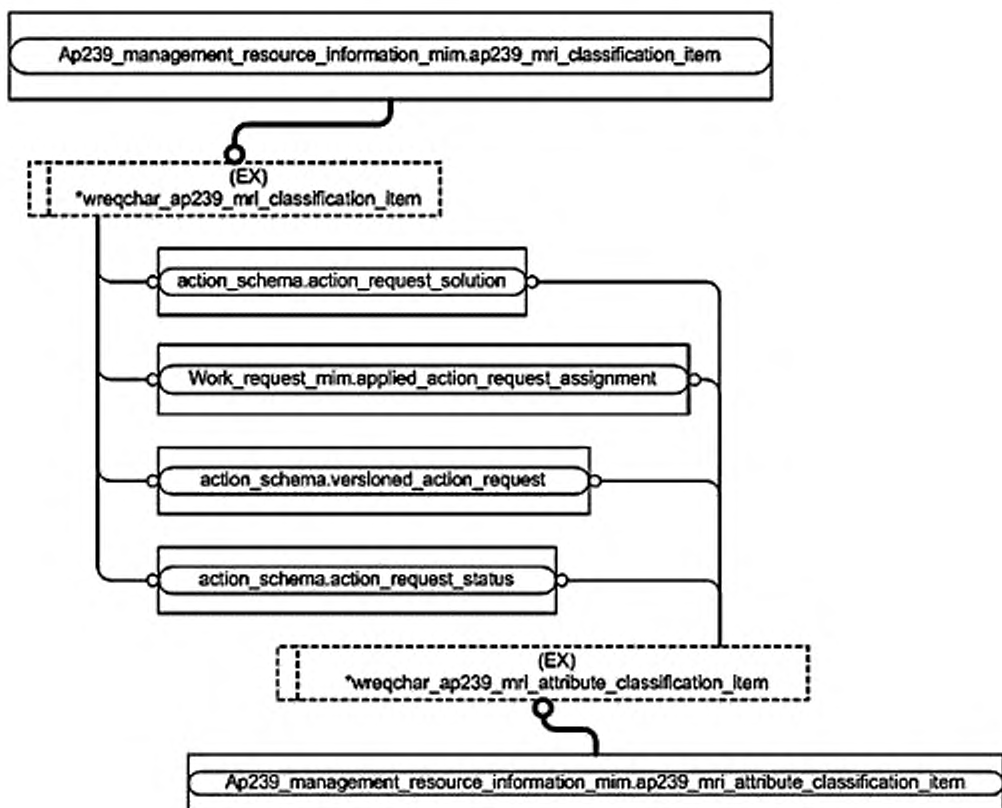 Ap239_management_resource_information_mim.ap239_mri_classification_item
(EX)
*wreqchar_ap239_mri_classification_item
action_schema.action_request_solution
Work_request_mim.applied_action_request_assignment
action_schema.versioned_action_request
action_schema.action_request_status
(EX)
*wreqchar_ap239_mri_attribute_classification_item
Ap239_management_resource_information_mim.ap239_mri_attribute_classification_item